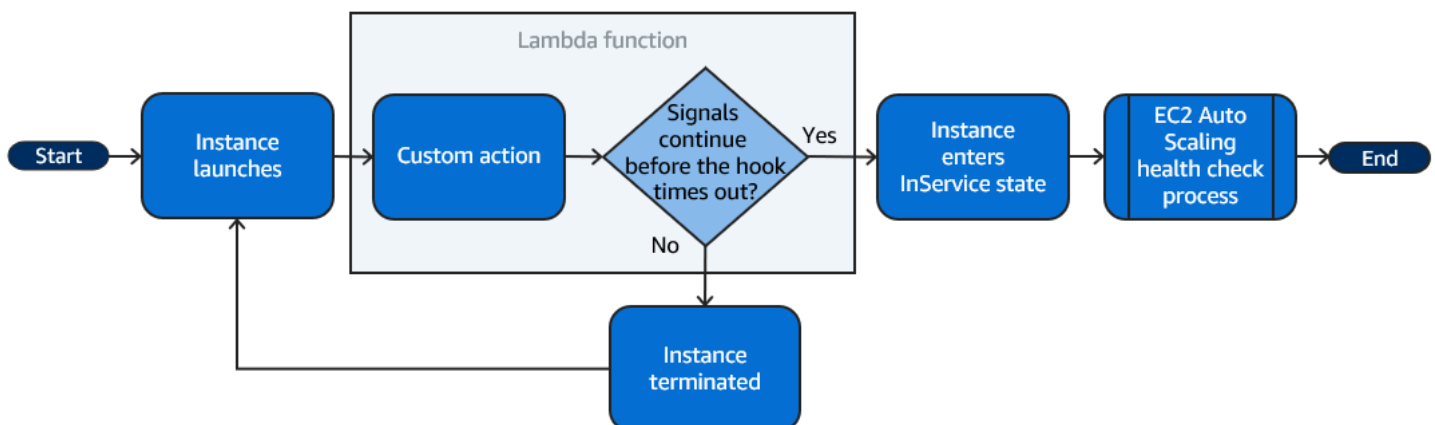 Lambda function
Start
Instance
launches
Custom action
Signals
continue
before the hook
times out?
Yes
No
Instance
enters
InService state
EC2 Auto
Scaling
health check
process
End
Instance
terminated